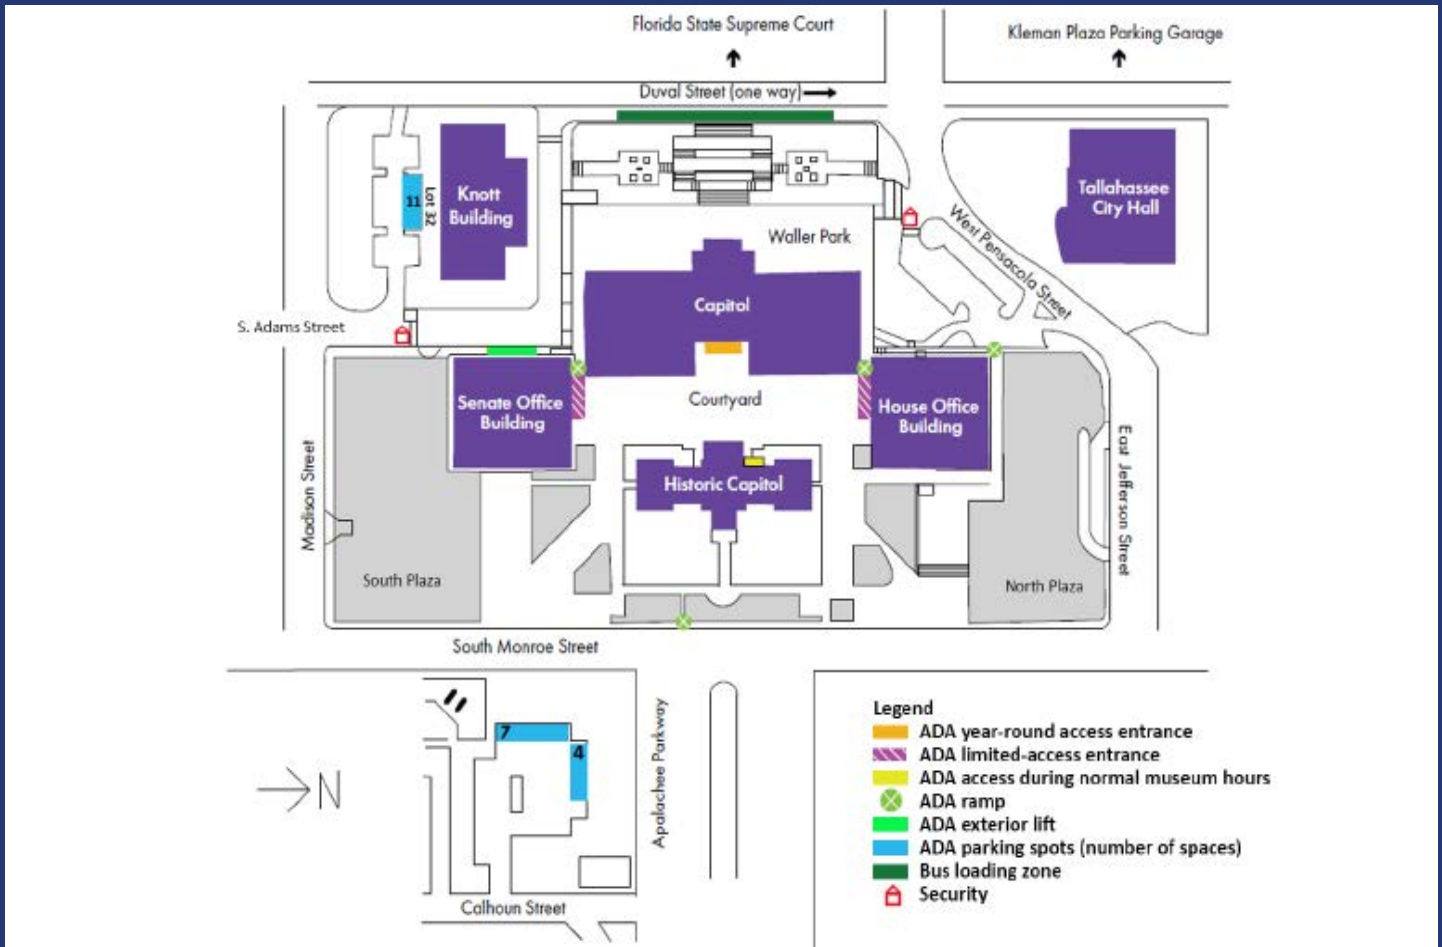 Florida State Supreme Court
Kleman Plaza Parking Garage
Duval Street (one way)
Knott
Building
11
Lot 32
Tallahassee
City Hall
Waller Park
West Pensacola Street
Capitol
S. Adams Street
Senate Office
Building
Courtyard
House Office
Building
Historic Capitol
Madison Street
East Jefferson Street
South Plaza
North Plaza
South Monroe Street
7
4
Apalachee Parkway
N
Calhoun Street
Legend
ADA year-round access entrance
ADA limited-access entrance
ADA access during normal museum hours
ADA ramp
ADA exterior lift
ADA parking spots (number of spaces)
Bus loading zone
Security